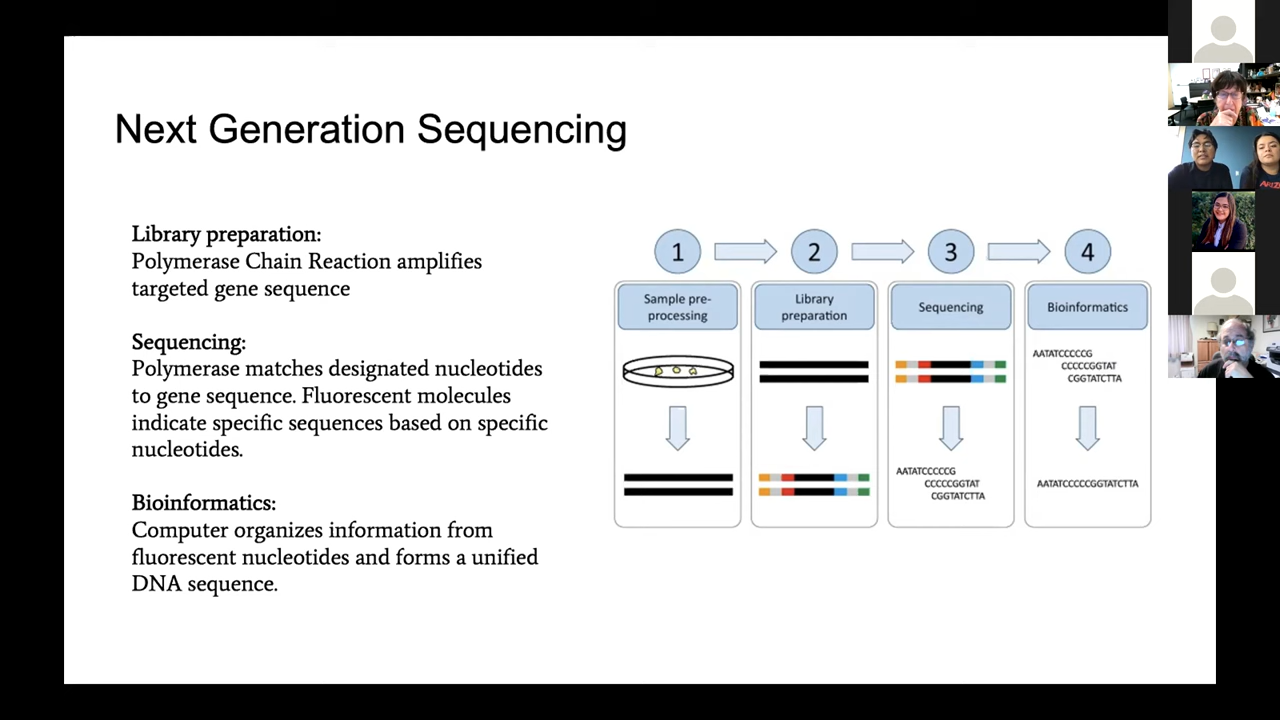 Next Generation Sequencing
Library preparation:
Polymerase Chain Reaction amplifies
targeted gene sequence
Sequencing:
Polymerase matches designated nucleotides
to gene sequence. Fluorescent molecules
indicate specific sequences based on specific
nucleotides.
Bioinformatics:
Computer organizes information from
fluorescent nucleotides and forms a unified
DNA sequence.
1
2
3
4
Sample pre-
processing
Library
preparation
Sequencing
AATATCCCCCG
CCCCCGGTAT
CGGTATCTTA
Bioinformatics
AATATCCCCCG
CCCCCGGTAT
CGGTATCTTA
AATATCCCCCGGTATCTTA